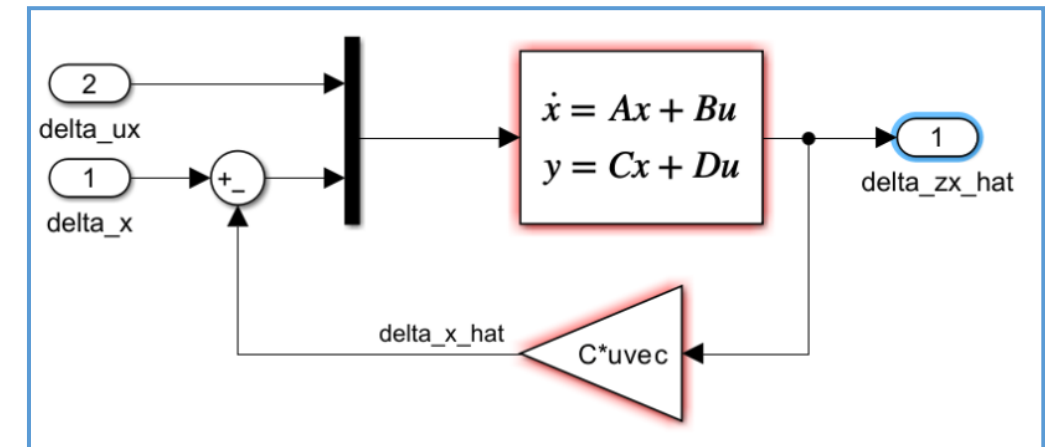 2
delta_ux
1
delta_x
+_
ẋ = Ax + Bu
y = Cx + Du
1
delta_zx_hat
delta_x_hat
C*uvec